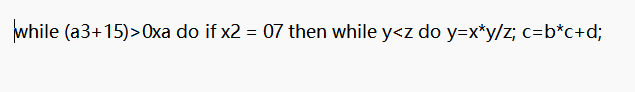 while (a3+15)>0xa do if x2 = 07 then while y<z do y=x*y/z; c=b*c+d;